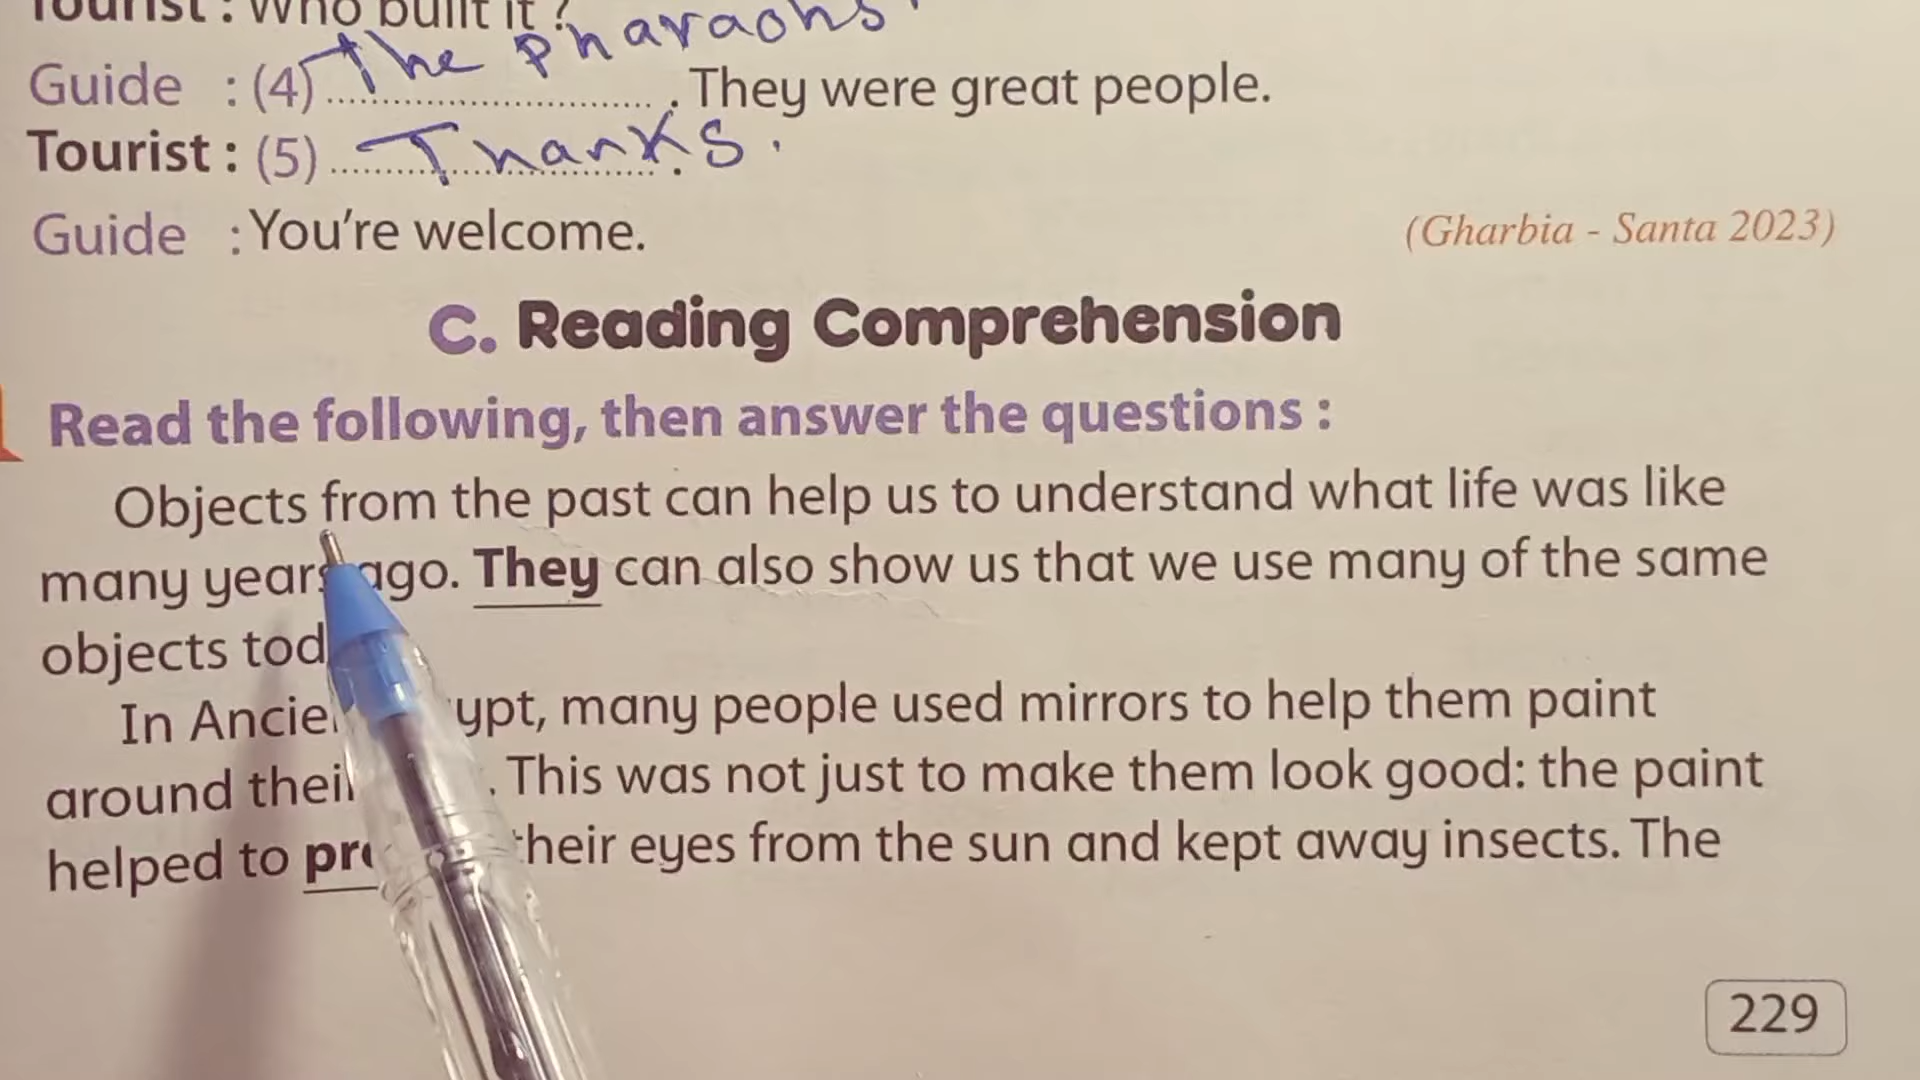 Tourist : Who built it ?
Guide : (4) The Pharaohs . They were great people.
Tourist : (5) Thanks .
Guide : You're welcome. (Gharbia - Santa 2023)
C. Reading Comprehension
Read the following, then answer the questions :
Objects from the past can help us to understand what life was like
many years ago. They can also show us that we use many of the same
objects tod
In Ancie ypt, many people used mirrors to help them paint
around thei . This was not just to make them look good: the paint
helped to pr their eyes from the sun and kept away insects. The
229